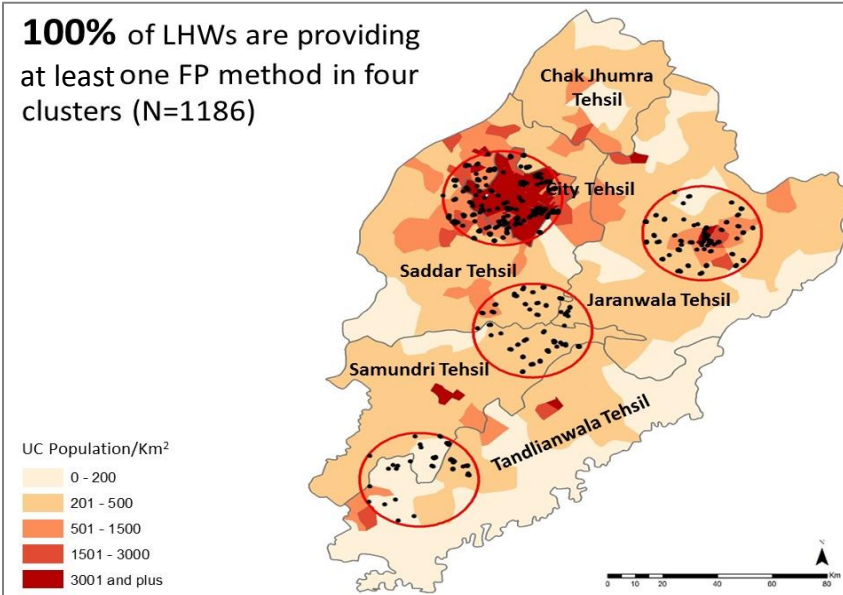 100% of LHWs are providing
at least one FP method in four
clusters (N=1186)
Chak Jhumra
Tehsil
City Tehsil
Saddar Tehsil
Jaranwala Tehsil
Samundri Tehsil
Tandlianwala Tehsil
UC Population/Km²
0 - 200
201 - 500
501 - 1500
1501 - 3000
3001 and plus
N
Km
0 10 20 40 60 80